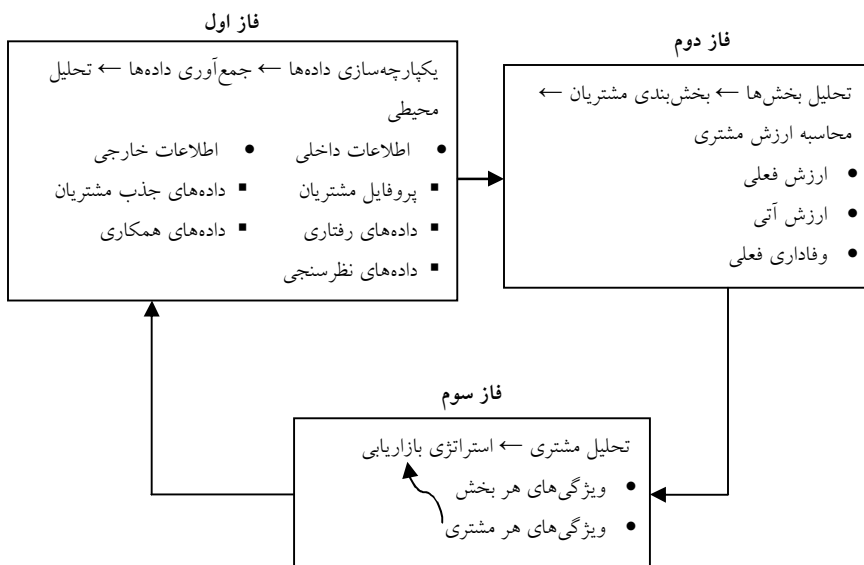 فاز اول
یکپارچه‌سازی داده‌ها ← جمع‌آوری داده‌ها ← تحلیل
محیطی
• اطلاعات داخلی • اطلاعات خارجی
▪ پروفایل مشتریان ▪ داده‌های جذب مشتریان
▪ داده‌های رفتاری ▪ داده‌های همکاری
▪ داده‌های نظرسنجی
فاز دوم
تحلیل بخش‌ها ← بخش‌بندی مشتریان ←
محاسبه ارزش مشتری
• ارزش فعلی
• ارزش آتی
• وفاداری فعلی
فاز سوم
تحلیل مشتری ← استراتژی بازاریابی
• ویژگی‌های هر بخش
• ویژگی‌های هر مشتری